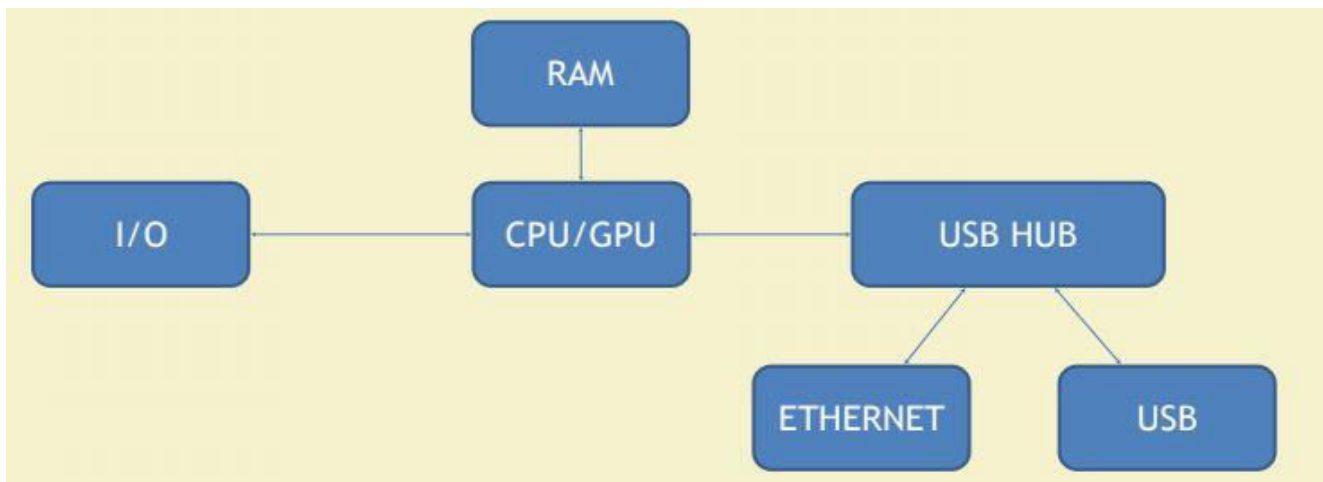 RAM
I/O
CPU/GPU
USB HUB
ETHERNET
USB